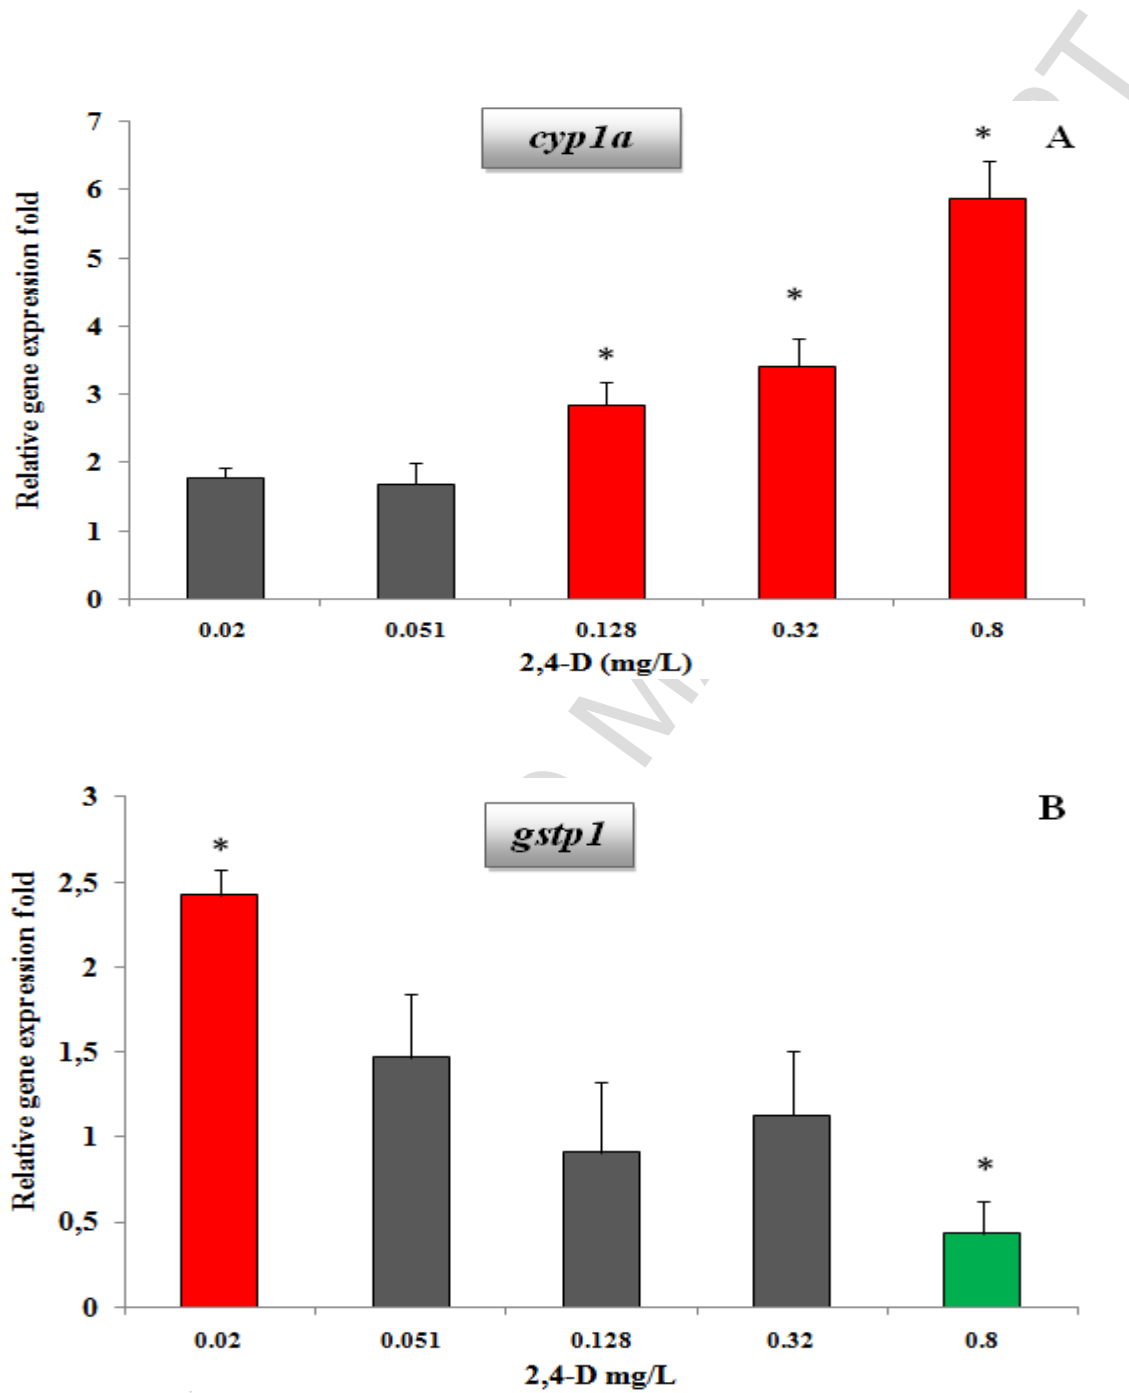 cyp1a
A
Relative gene expression fold
7
6
5
4
3
2
1
0
*
*
*
0.02 0.051 0.128 0.32 0.8
2,4-D (mg/L)
gstp1
B
Relative gene expression fold
3
2,5
2
1,5
1
0,5
0
*
*
0.02 0.051 0.128 0.32 0.8
2,4-D mg/L